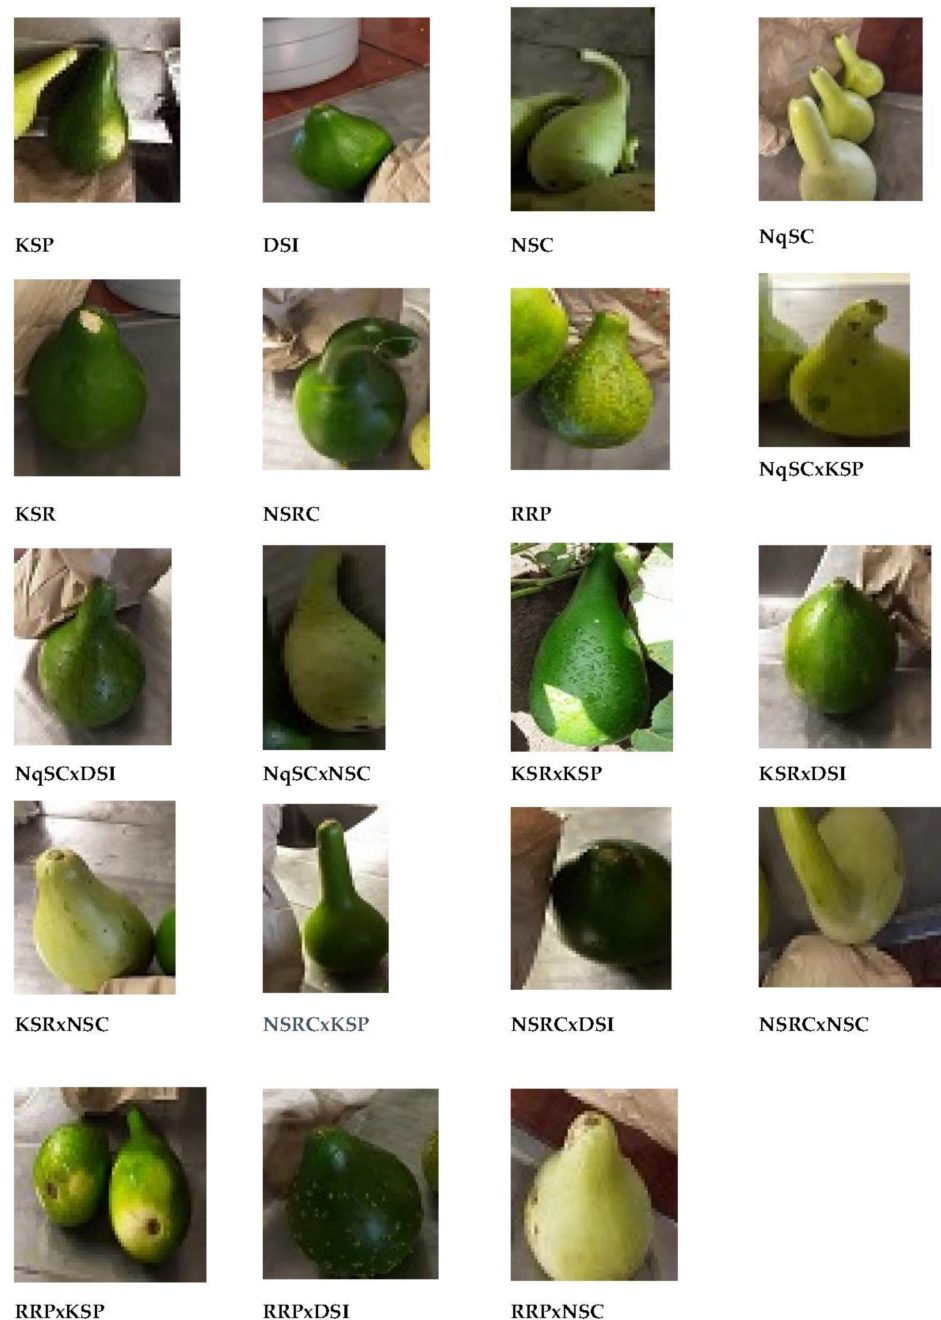 KSP
DSI
NSC
NqSC
KSR
NSRC
RRP
NqSCxKSP
NqSCxDSI
NqSCxNSC
KSRxKSP
KSRxDSI
KSRxNSC
NSRCxKSP
NSRCxDSI
NSRCxNSC
RRPxKSP
RRPxDSI
RRPxNSC